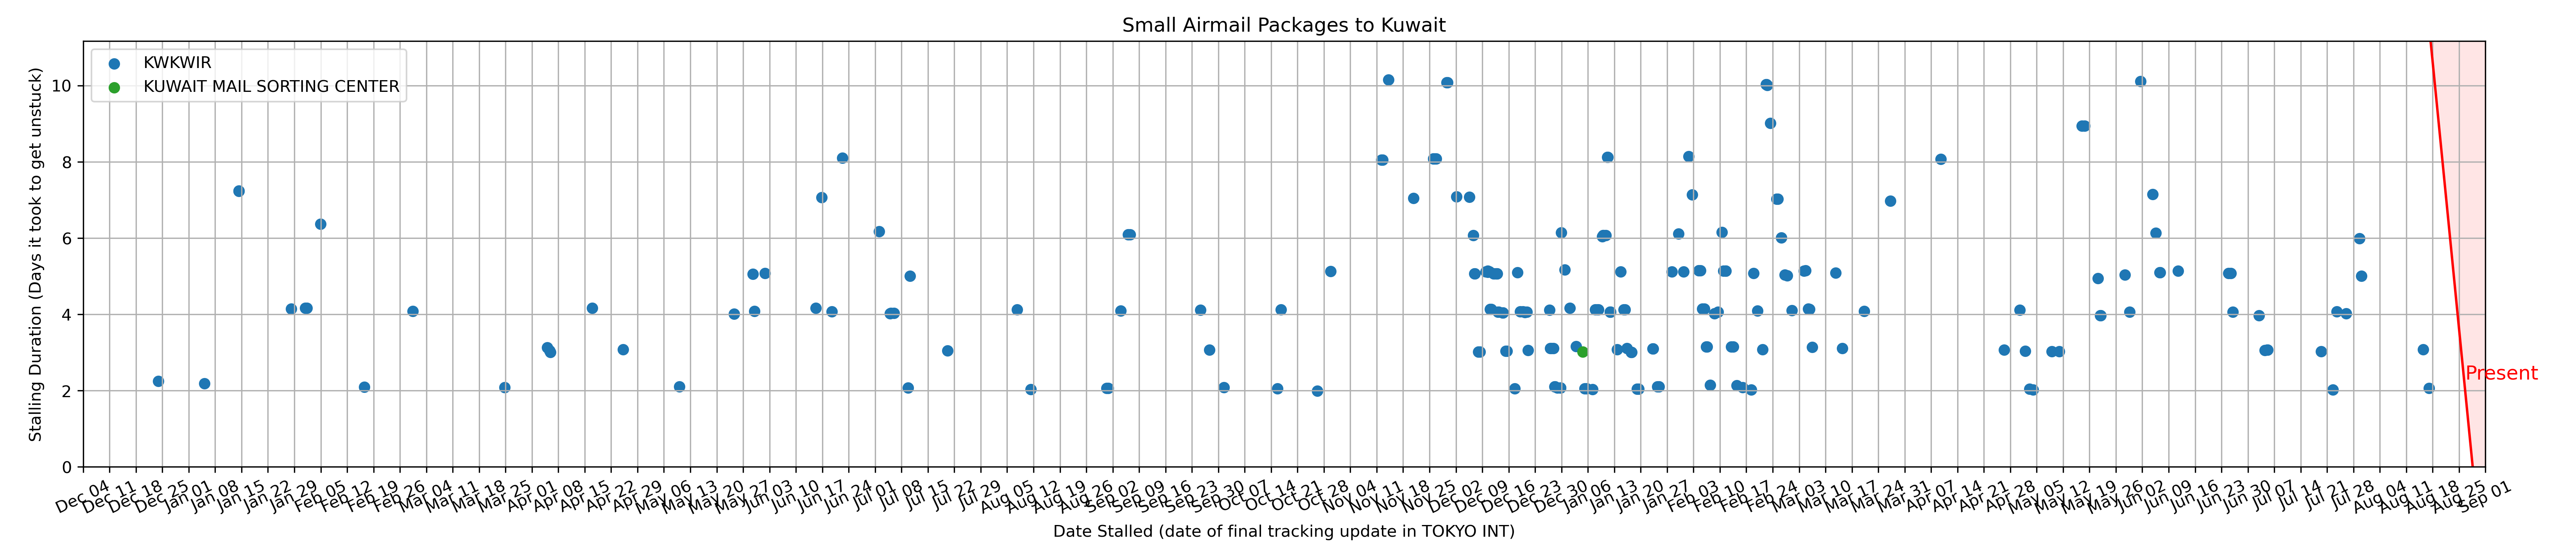 Small Airmail Packages to Kuwait
KWKWIR
KUWAIT MAIL SORTING CENTER
Stalling Duration (Days it took to get unstuck)
10
8
6
4
2
0
Present
Dec 04
Dec 11
Dec 18
Dec 25
Jan 01
Jan 08
Jan 15
Jan 22
Jan 29
Feb 05
Feb 12
Feb 19
Feb 26
Mar 04
Mar 11
Mar 18
Mar 25
Apr 01
Apr 08
Apr 15
Apr 22
Apr 29
May 06
May 13
May 20
May 27
Jun 03
Jun 10
Jun 17
Jun 24
Jul 01
Jul 08
Jul 15
Jul 22
Jul 29
Aug 05
Aug 12
Aug 19
Aug 26
Sep 02
Sep 09
Sep 16
Sep 23
Sep 30
Oct 07
Oct 14
Oct 21
Oct 28
Nov 04
Nov 11
Nov 18
Nov 25
Dec 02
Dec 09
Dec 16
Dec 23
Dec 30
Jan 06
Jan 13
Jan 20
Jan 27
Feb 03
Feb 10
Feb 17
Feb 24
Mar 03
Mar 10
Mar 17
Mar 24
Mar 31
Apr 07
Apr 14
Apr 21
Apr 28
May 05
May 12
May 19
May 26
Jun 02
Jun 09
Jun 16
Jun 23
Jun 30
Jul 07
Jul 14
Jul 21
Jul 28
Aug 04
Aug 11
Aug 18
Aug 25
Sep 01
Date Stalled (date of final tracking update in TOKYO INT)